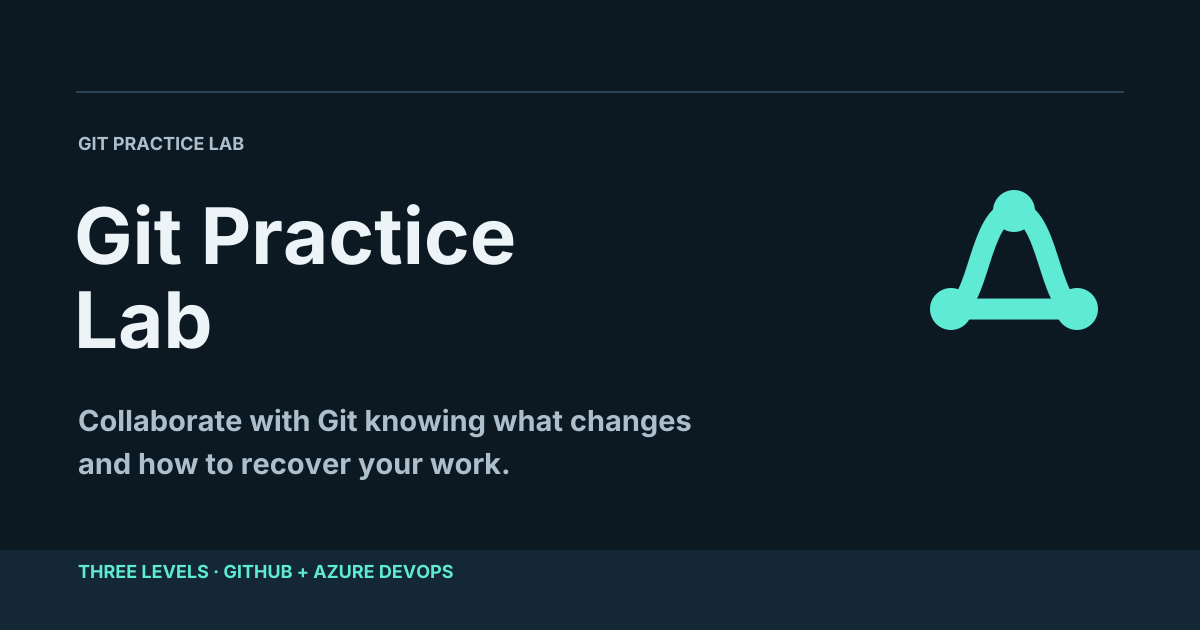 GIT PRACTICE LAB
Git Practice
Lab
Collaborate with Git knowing what changes
and how to recover your work.
THREE LEVELS · GITHUB + AZURE DEVOPS